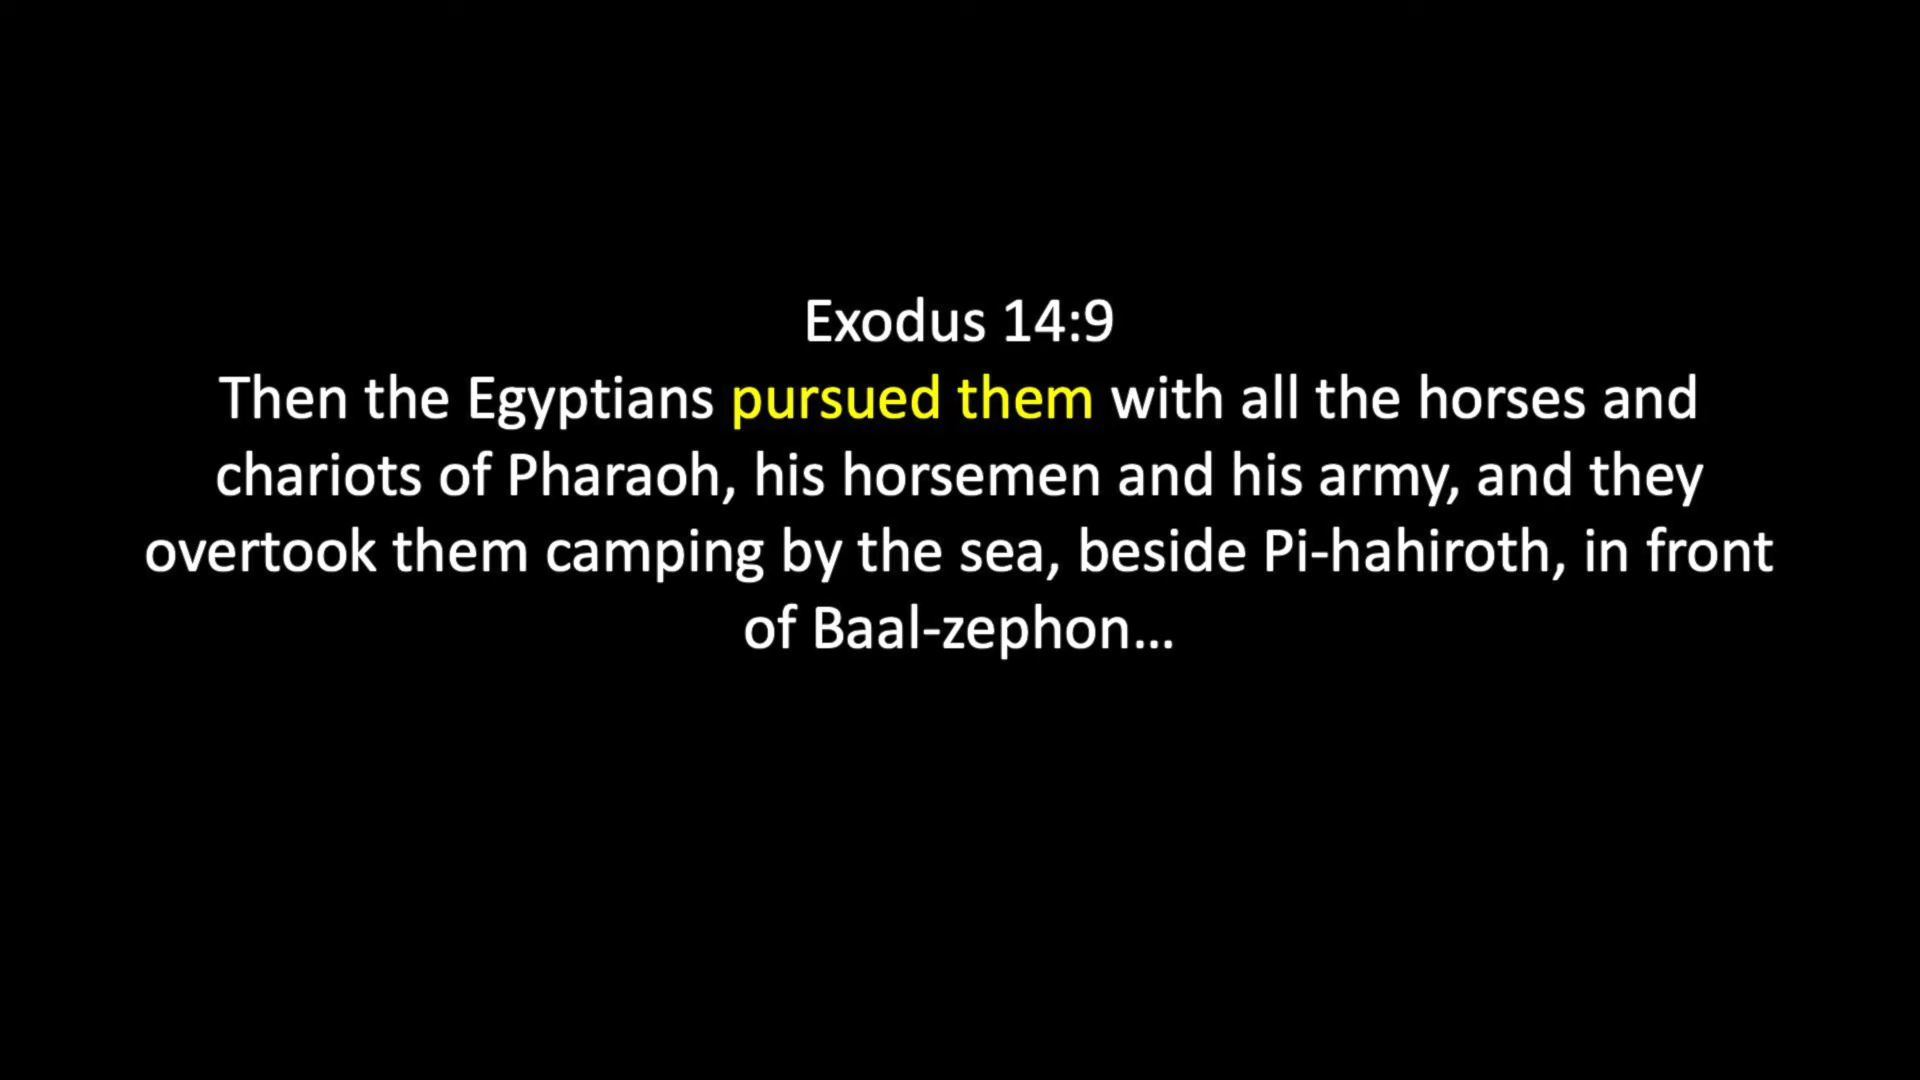 Exodus 14:9
Then the Egyptians pursued them with all the horses and
chariots of Pharaoh, his horsemen and his army, and they
overtook them camping by the sea, beside Pi-hahiroth, in front
of Baal-zephon…